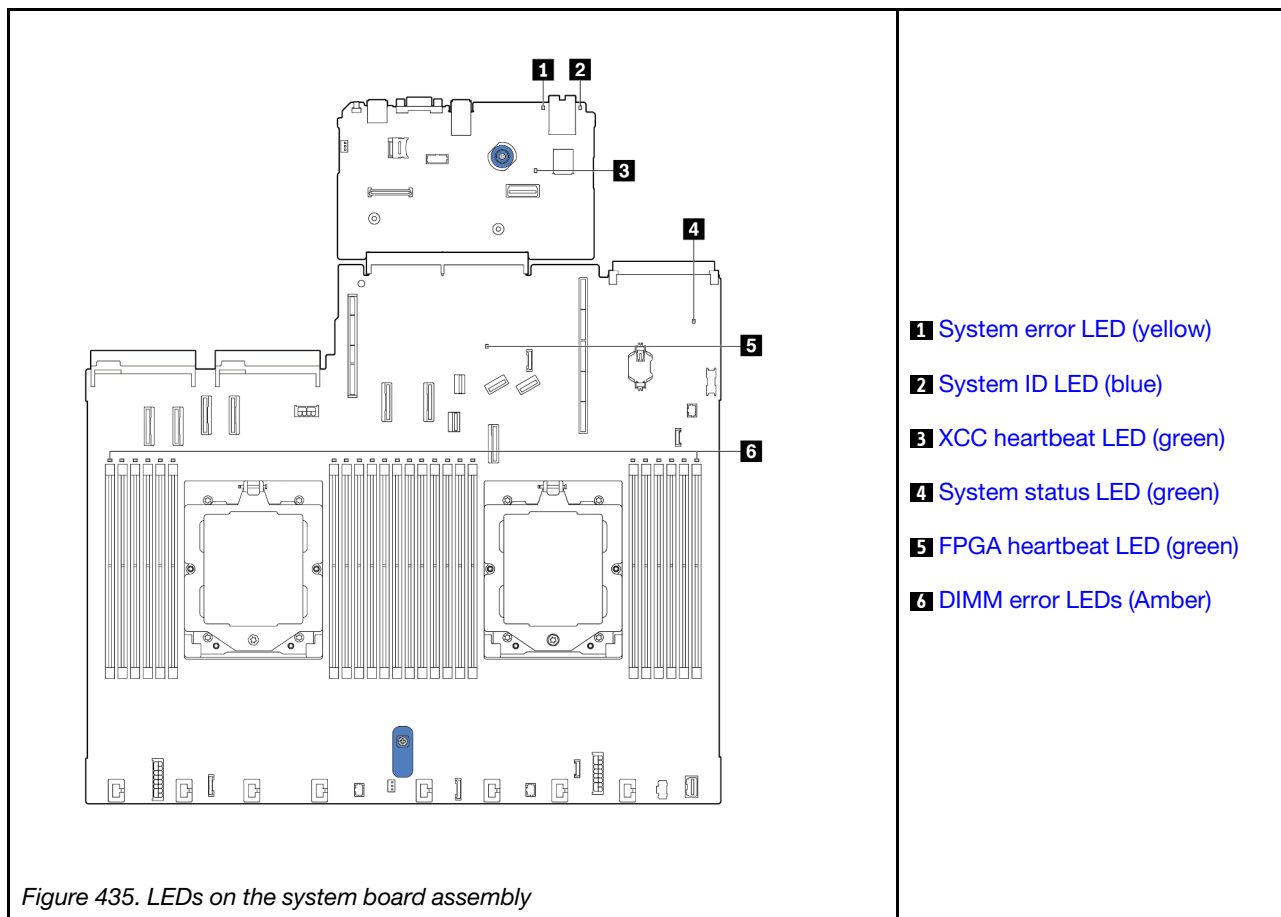 1 2
3
4
5
6
1 System error LED (yellow)
2 System ID LED (blue)
3 XCC heartbeat LED (green)
4 System status LED (green)
5 FPGA heartbeat LED (green)
6 DIMM error LEDs (Amber)
Figure 435. LEDs on the system board assembly